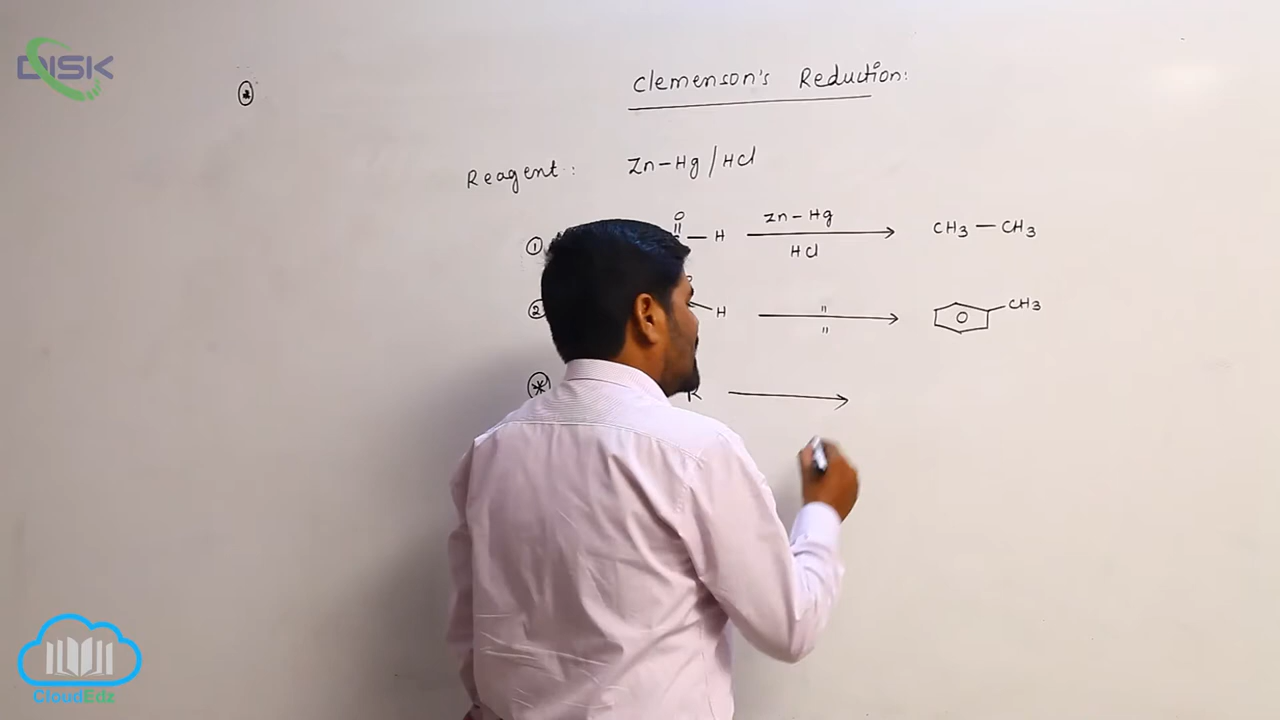 DISK
Clemenson's Reduction:
Reagent: Zn-Hg/HCl
① O
— H Zn-Hg HCl → CH3 — CH3
② H " " → CH3
R →
CloudEdz